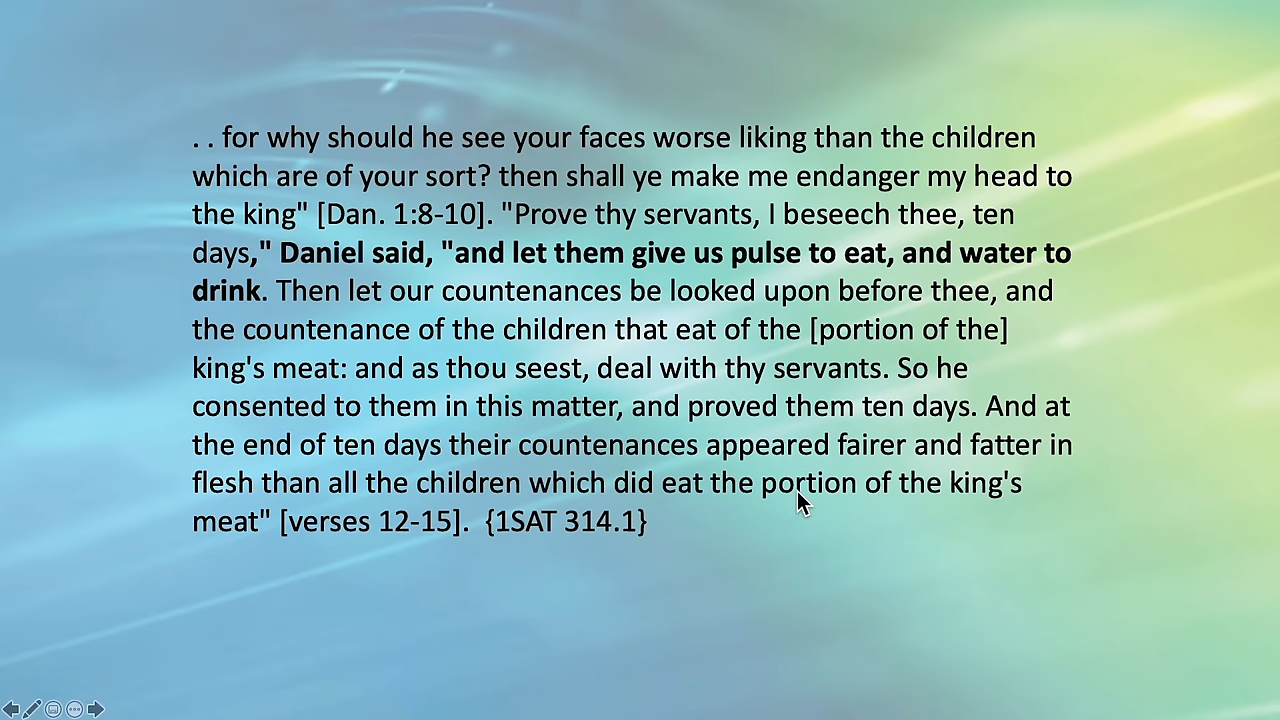 . . for why should he see your faces worse liking than the children
which are of your sort? then shall ye make me endanger my head to
the king" [Dan. 1:8-10]. "Prove thy servants, I beseech thee, ten
days," Daniel said, "and let them give us pulse to eat, and water to
drink. Then let our countenances be looked upon before thee, and
the countenance of the children that eat of the [portion of the]
king's meat: and as thou seest, deal with thy servants. So he
consented to them in this matter, and proved them ten days. And at
the end of ten days their countenances appeared fairer and fatter in
flesh than all the children which did eat the portion of the king's
meat" [verses 12-15].  {1SAT 314.1}